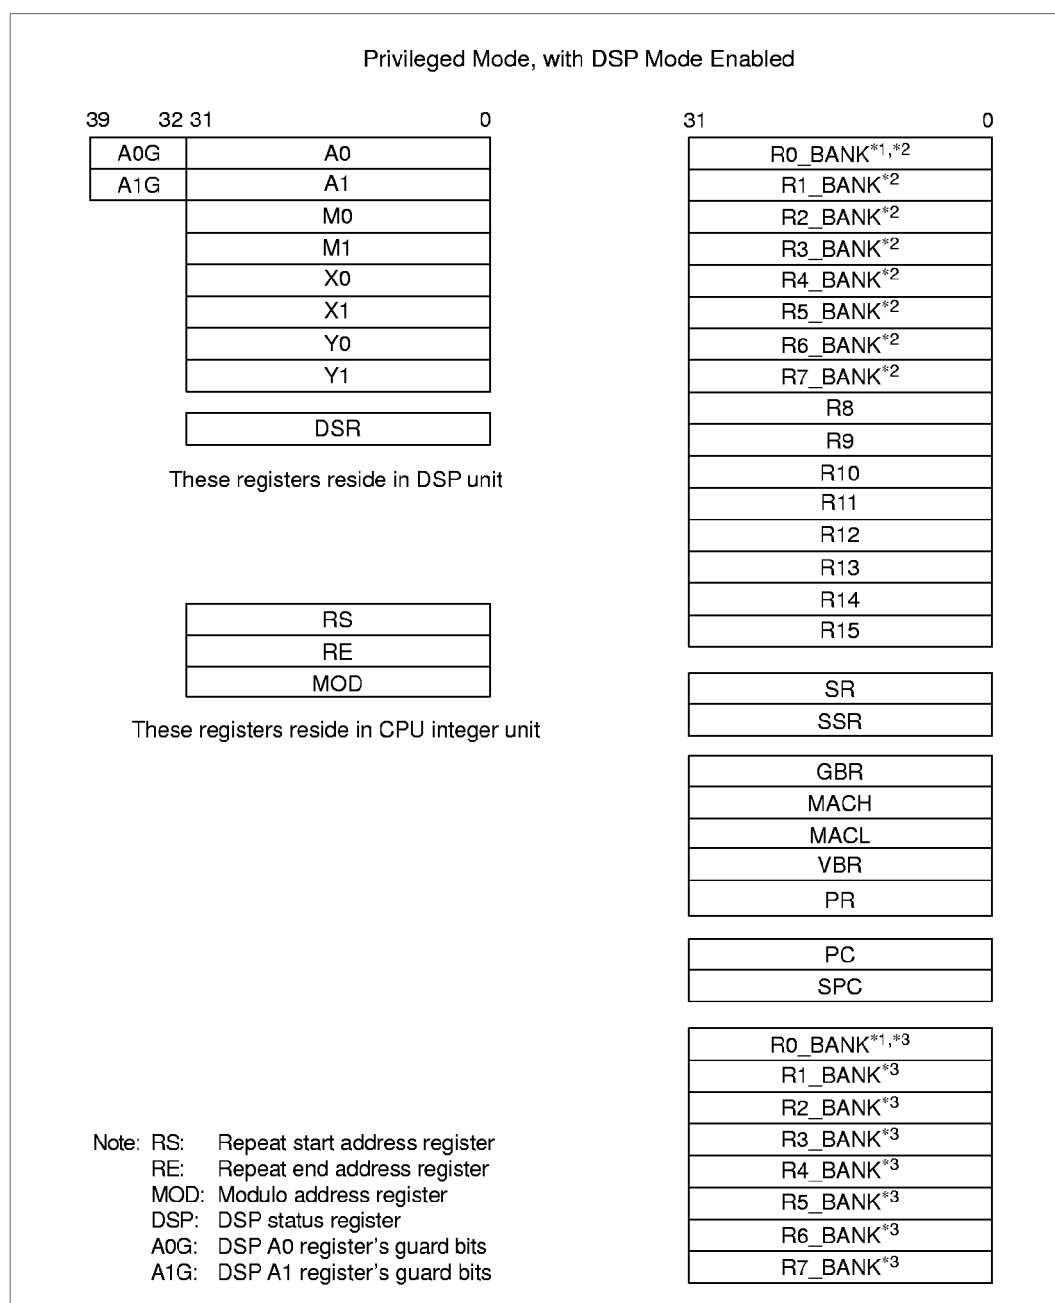 Privileged Mode, with DSP Mode Enabled
39 32 31 0
A0G A0
A1G A1
M0
M1
X0
X1
Y0
Y1
DSR
These registers reside in DSP unit
RS
RE
MOD
These registers reside in CPU integer unit
31 0
R0_BANK*1,*2
R1_BANK*2
R2_BANK*2
R3_BANK*2
R4_BANK*2
R5_BANK*2
R6_BANK*2
R7_BANK*2
R8
R9
R10
R11
R12
R13
R14
R15
SR
SSR
GBR
MACH
MACL
VBR
PR
PC
SPC
R0_BANK*1,*3
R1_BANK*3
R2_BANK*3
R3_BANK*3
R4_BANK*3
R5_BANK*3
R6_BANK*3
R7_BANK*3
Note: RS: Repeat start address register
RE: Repeat end address register
MOD: Modulo address register
DSP: DSP status register
A0G: DSP A0 register's guard bits
A1G: DSP A1 register's guard bits